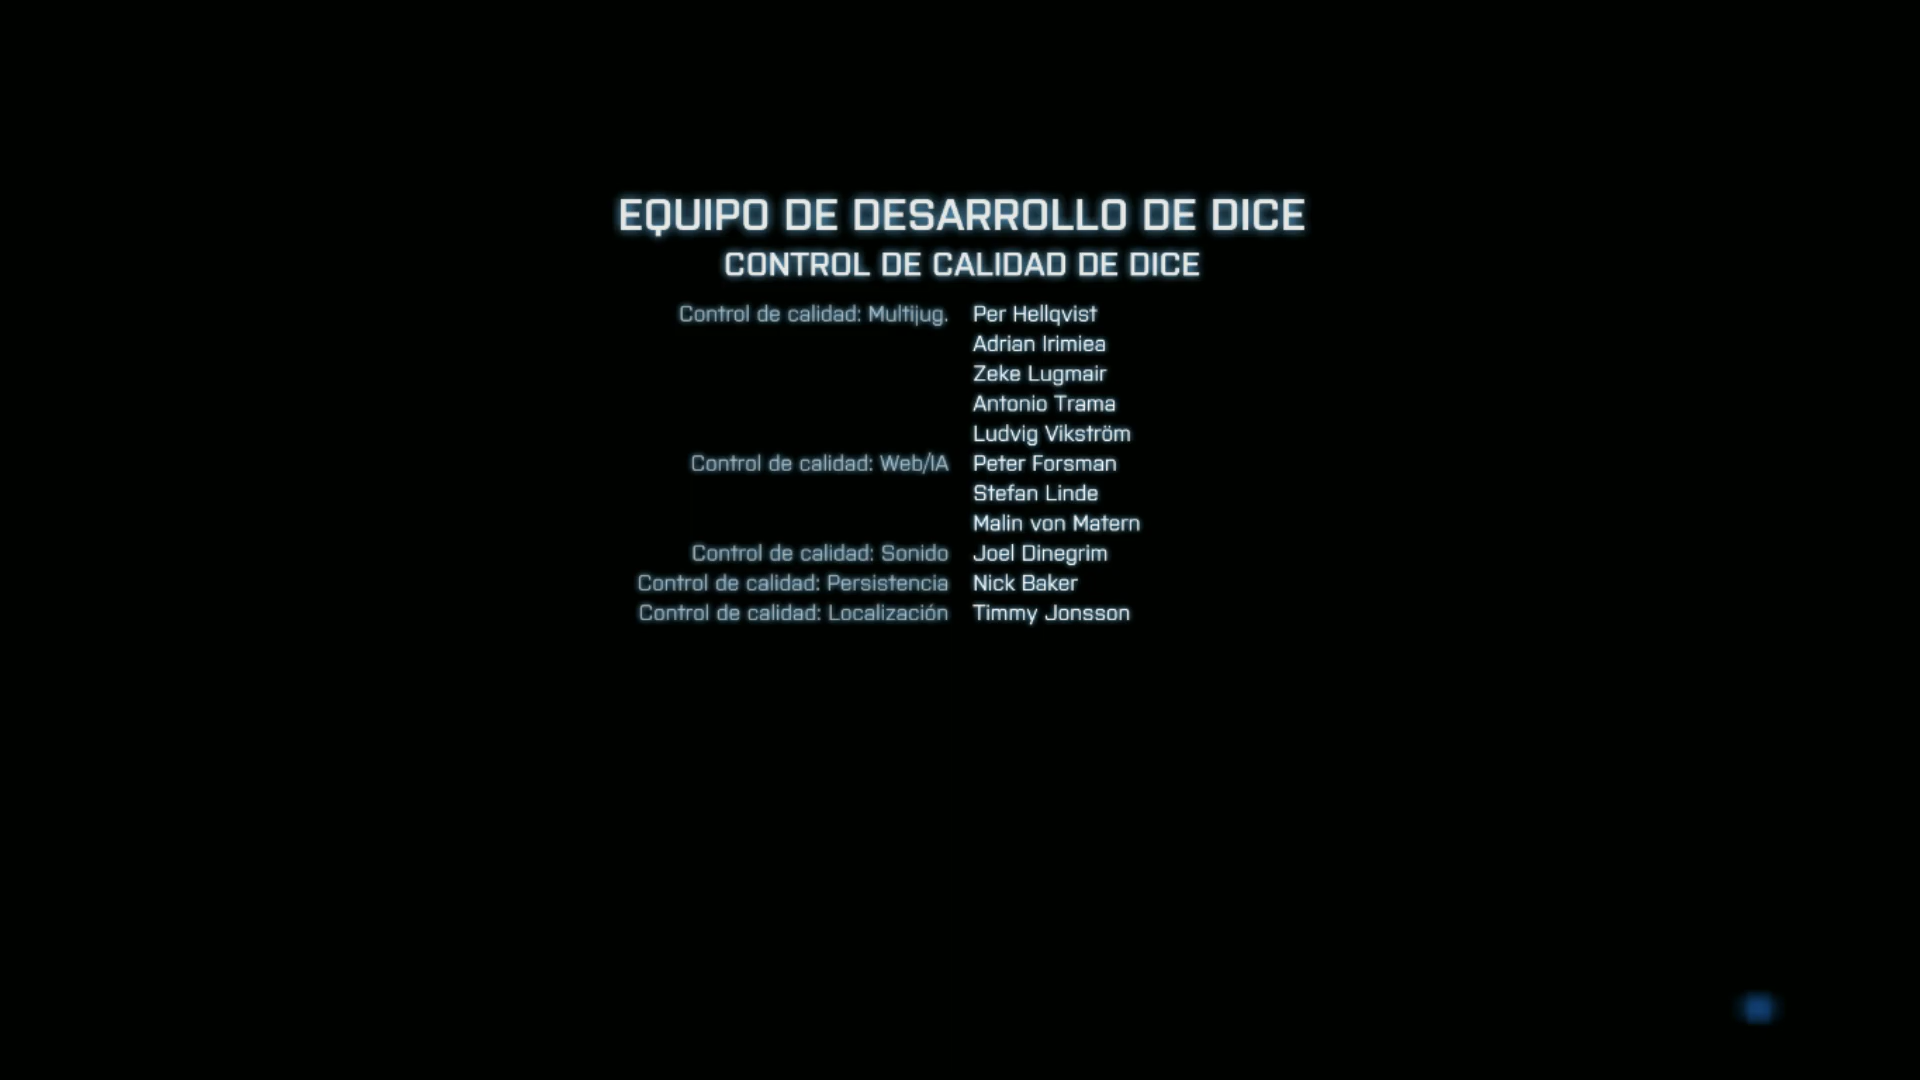 EQUIPO DE DESARROLLO DE DICE
CONTROL DE CALIDAD DE DICE
Control de calidad: Multijug. Per Hellqvist
Adrian Irimiea
Zeke Lugmair
Antonio Trama
Ludvig Vikström
Control de calidad: Web/IA Peter Forsman
Stefan Linde
Malin von Matern
Control de calidad: Sonido Joel Dinegrim
Control de calidad: Persistencia Nick Baker
Control de calidad: Localización Timmy Jonsson